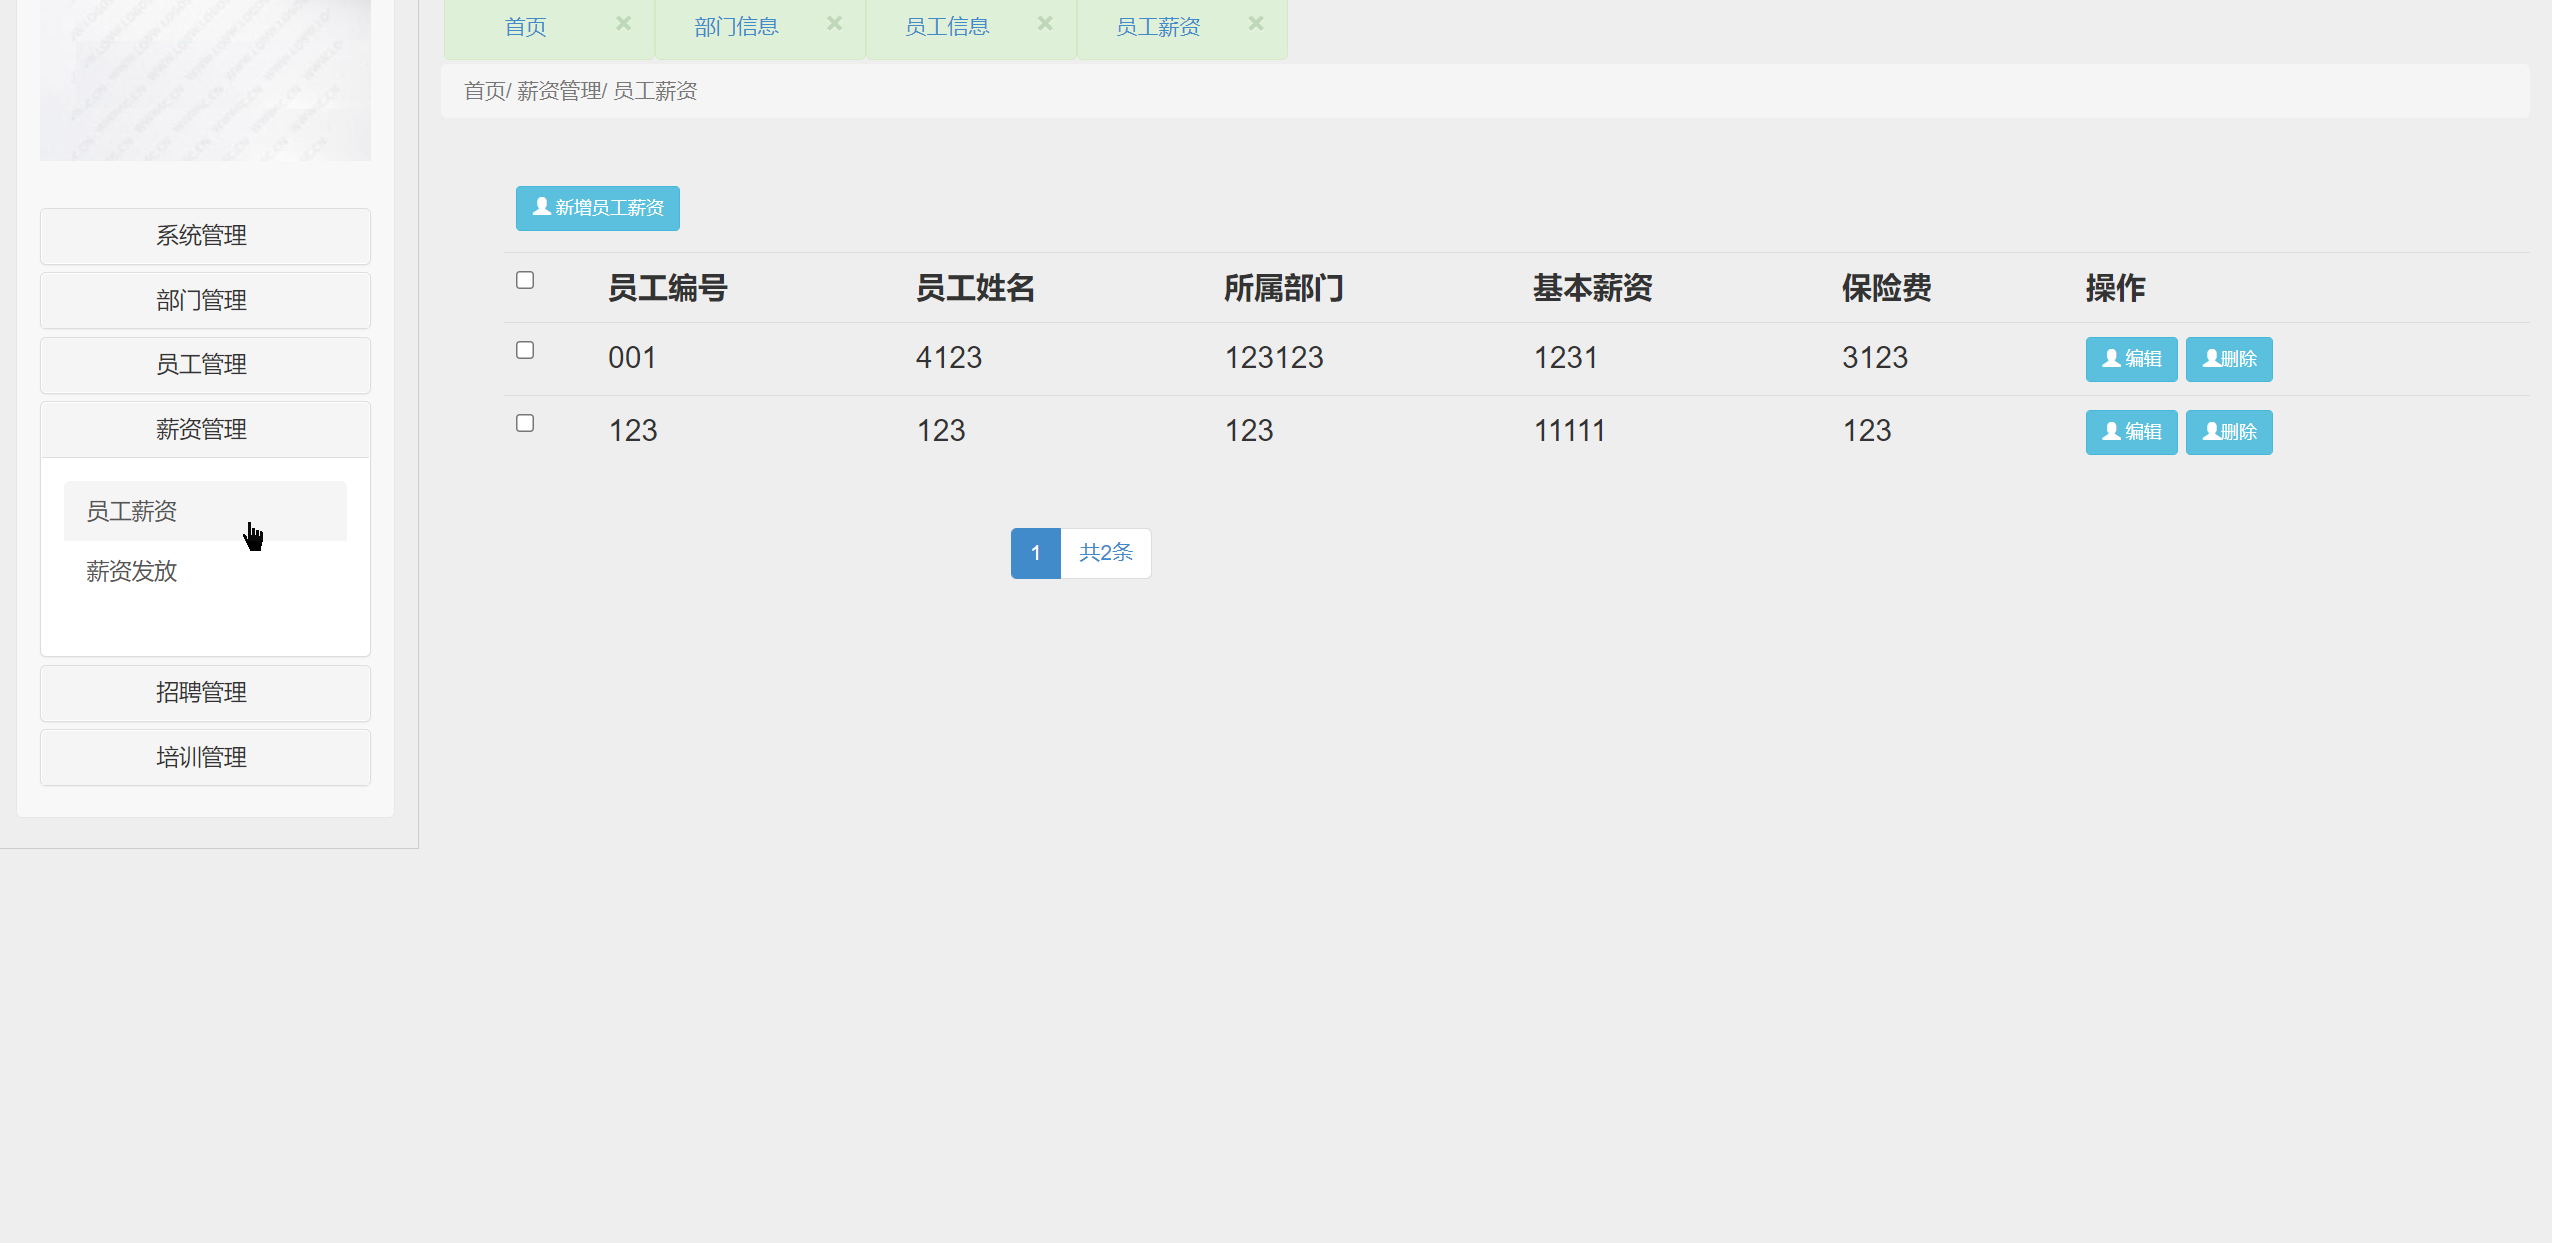 首页 × 部门信息 × 员工信息 × 员工薪资 ×
首页/ 薪资管理/ 员工薪资
新增员工薪资
员工编号 员工姓名 所属部门 基本薪资 保险费 操作
001 4123 123123 1231 3123 编辑 删除
123 123 123 11111 123 编辑 删除
1 共2条
系统管理
部门管理
员工管理
薪资管理
员工薪资
薪资发放
招聘管理
培训管理